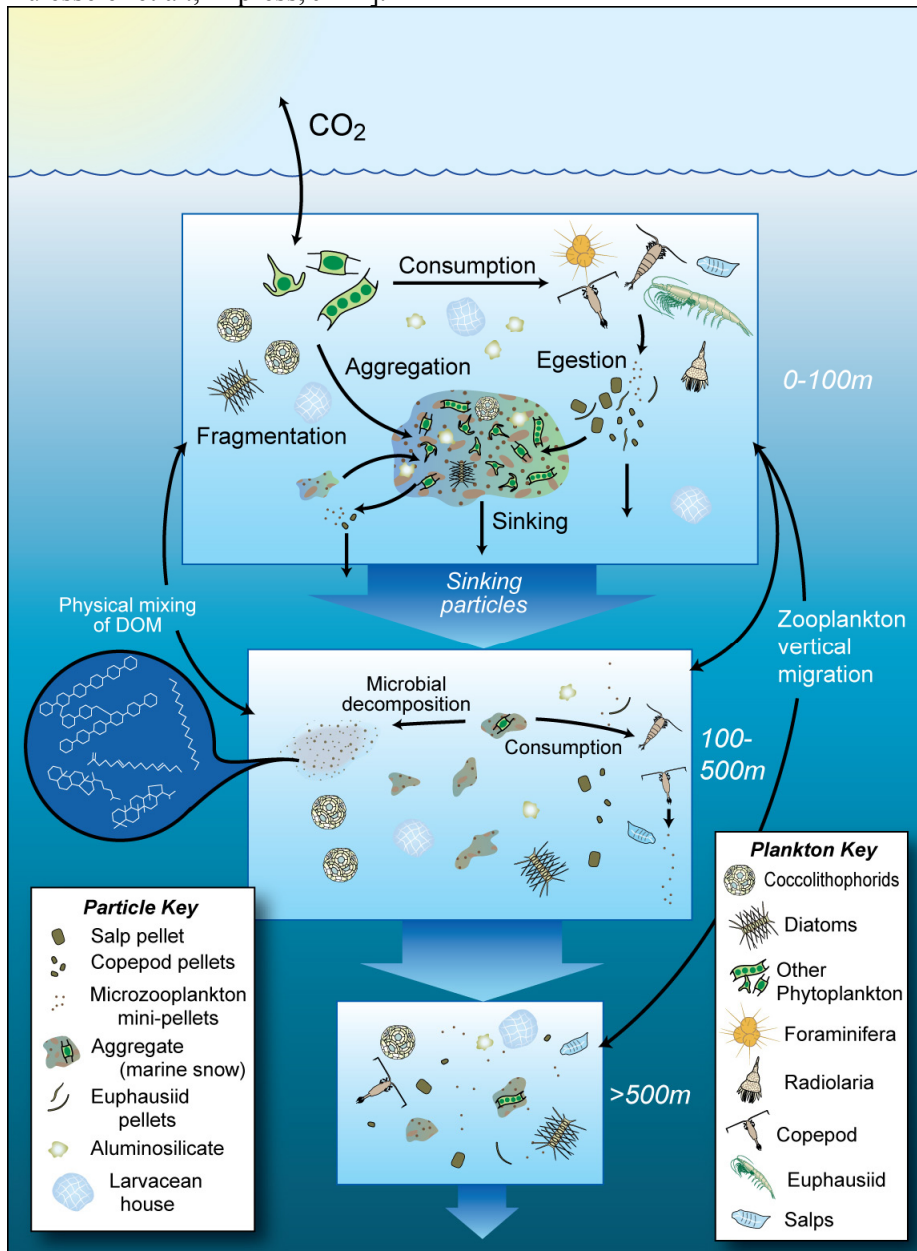 CO2
Consumption
Aggregation
Egestion
0-100m
Fragmentation
Sinking
Sinking
particles
Physical mixing
of DOM
Zooplankton
vertical
migration
Microbial
decomposition
Consumption
100-
500m
Particle Key
Salp pellet
Copepod pellets
Microzooplankton
mini-pellets
Aggregate
(marine snow)
Euphausiid
pellets
Aluminosilicate
Larvacean
house
>500m
Plankton Key
Coccolithophorids
Diatoms
Other
Phytoplankton
Foraminifera
Radiolaria
Copepod
Euphausiid
Salps